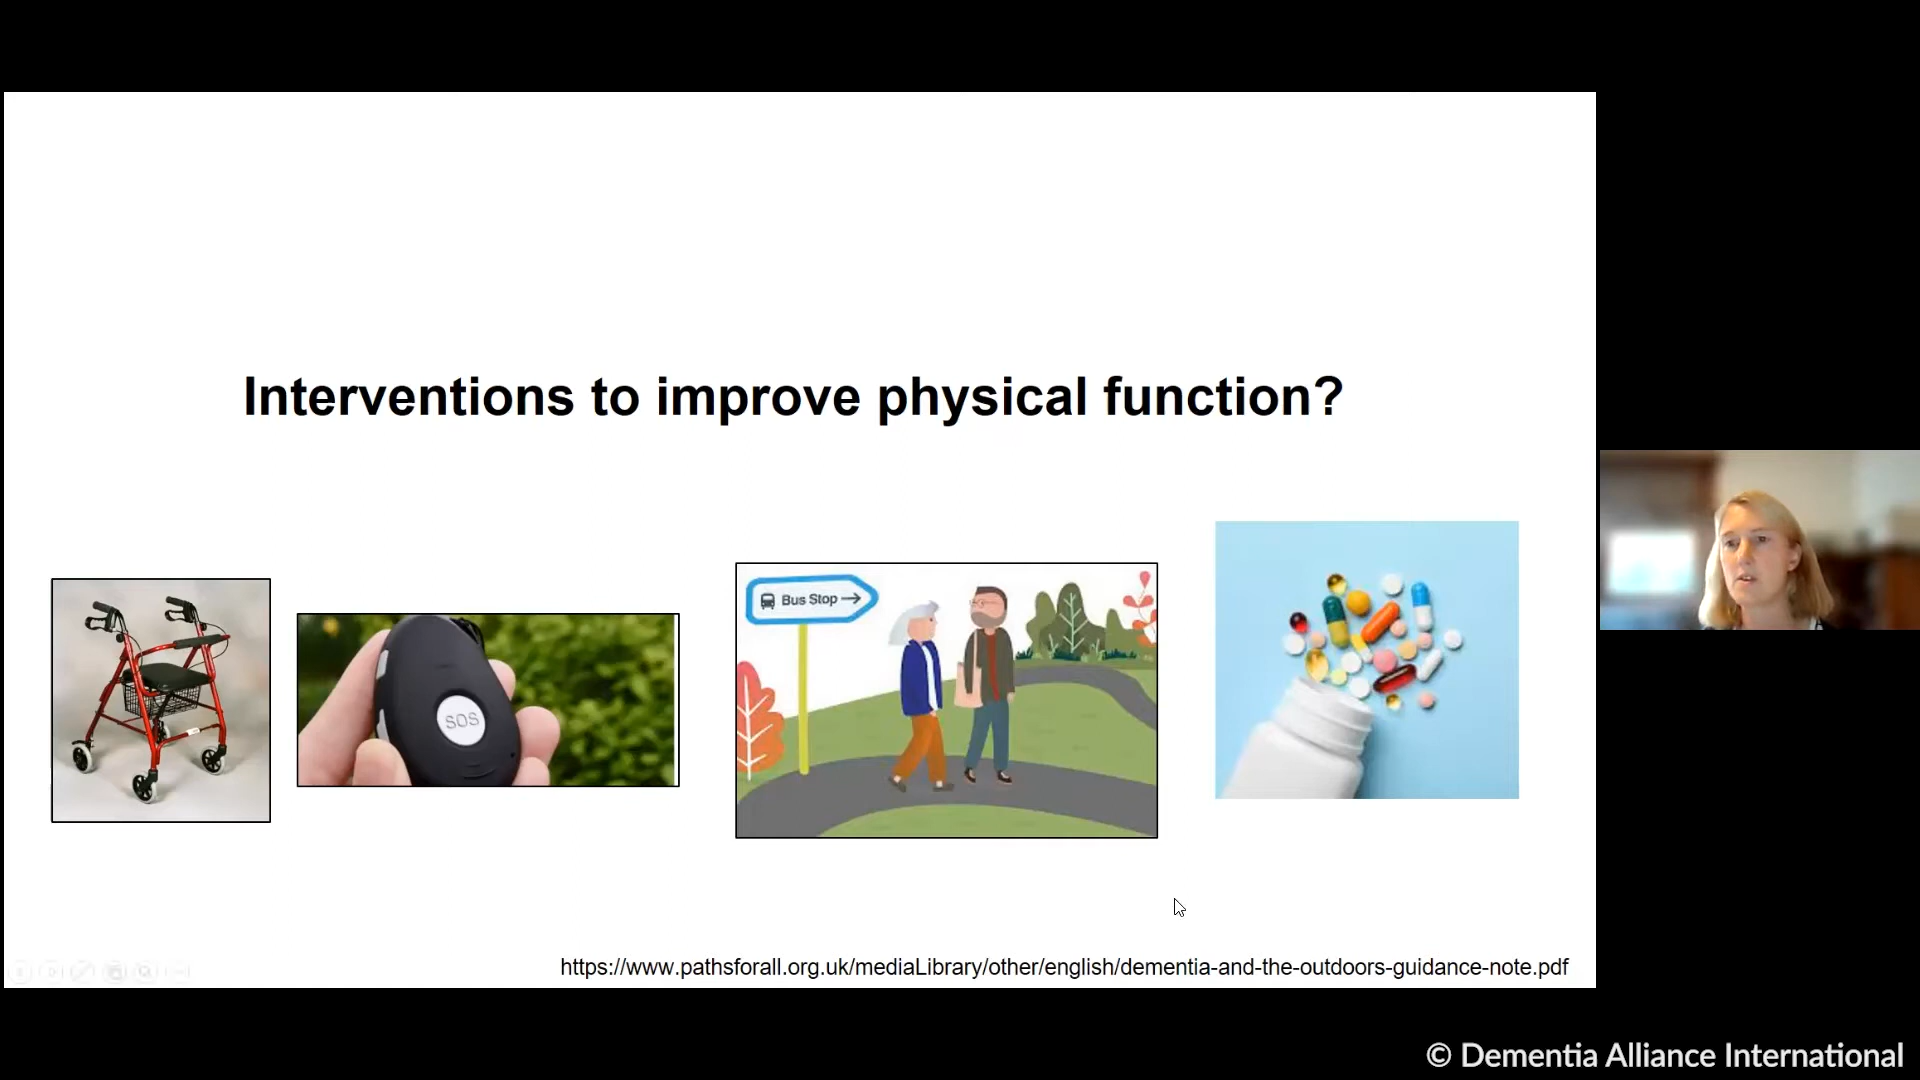 Interventions to improve physical function?
SOS
Bus Stop
https://www.pathsforall.org.uk/mediaLibrary/other/english/dementia-and-the-outdoors-guidance-note.pdf
© Dementia Alliance International